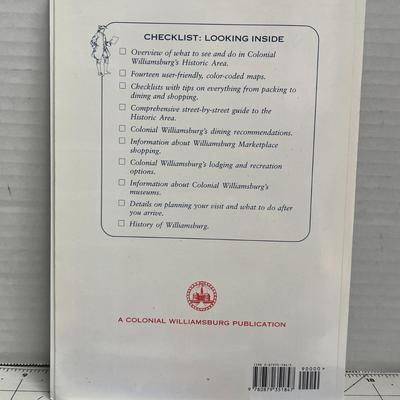 CHECKLIST: LOOKING INSIDE
☐ Overview of what to see and do in Colonial
Williamsburg's Historic Area.
☐ Fourteen user-friendly, color-coded maps.
☐ Checklists with tips on everything from packing to
dining and shopping.
☐ Comprehensive street-by-street guide to the
Historic Area.
☐ Colonial Williamsburg's dining recommendations.
☐ Information about Williamsburg Marketplace
shopping.
☐ Colonial Williamsburg's lodging and recreation
options.
☐ Information about Colonial Williamsburg's
museums.
☐ Details on planning your visit and what to do after
you arrive.
☐ History of Williamsburg.
A COLONIAL WILLIAMSBURG PUBLICATION
90000>
9 780879 351847